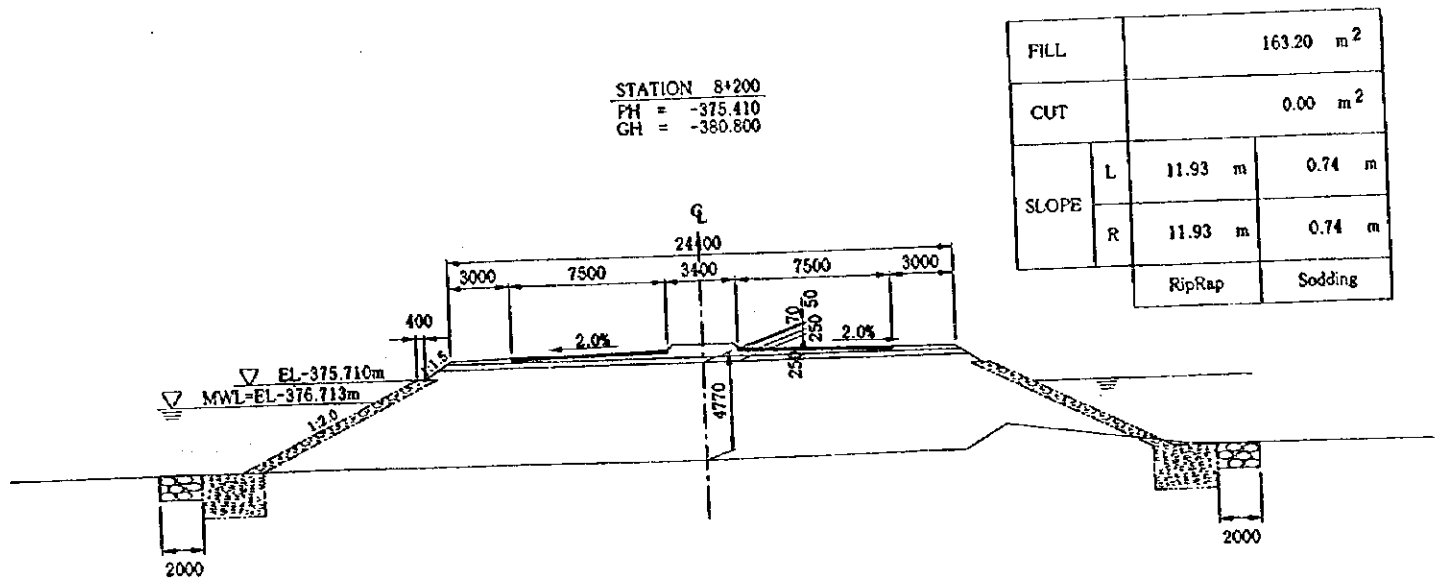 FILL 163.20 m²
CUT 0.00 m²
SLOPE L 11.93 m 0.74 m
R 11.93 m 0.74 m
RipRap Sodding
STATION 8+200
PH = -375.410
GH = -380.800
℄
24400
3000 7500 3400 7500 3000
400
2.0%
70 50
250
250
2.0%
1:1.5
EL-375.710m
MWL=EL-376.713m
1:2.0
4770
2000
2000